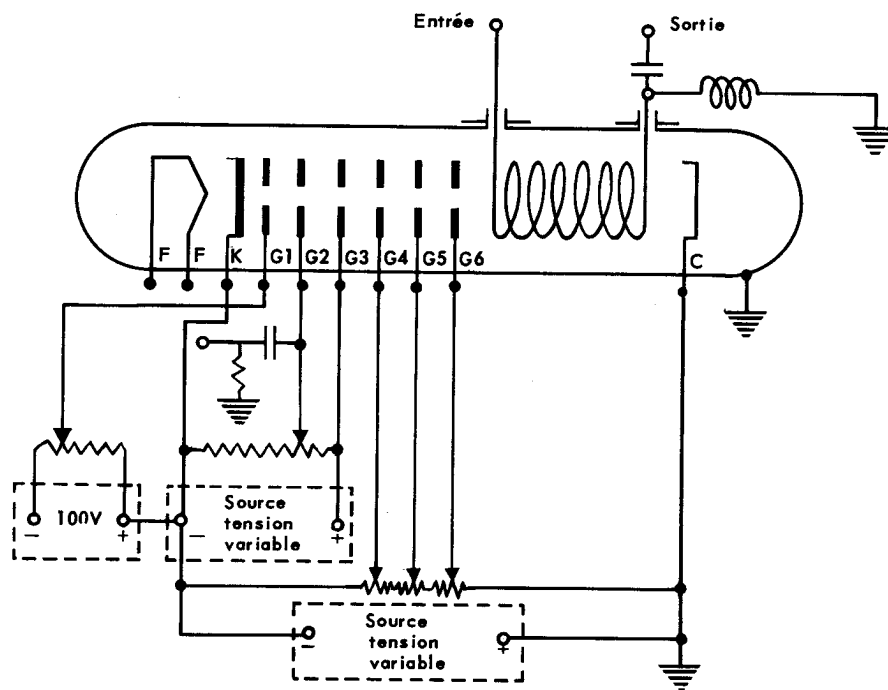 Entrée
Sortie
F
F
K
G1
G2
G3
G4
G5
G6
C
100V
-
+
Source
tension
variable
-
+
Source
tension
variable
-
+